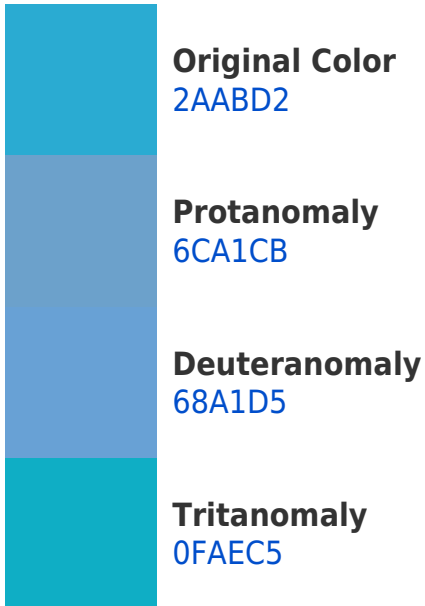 Original Color
2AABD2
Protanomaly
6CA1CB
Deuteranomaly
68A1D5
Tritanomaly
0FAEC5